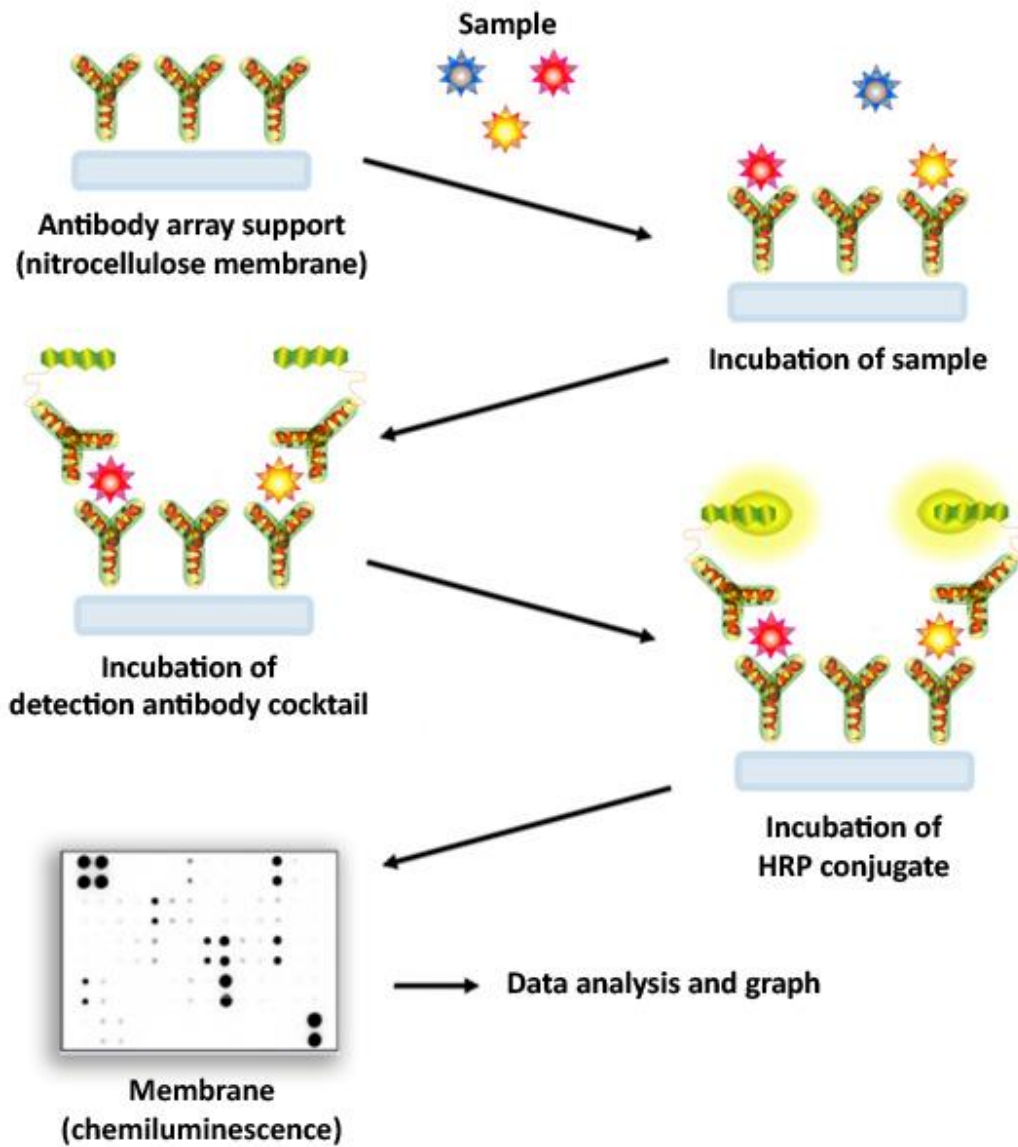 Sample
Antibody array support
(nitrocellulose membrane)
Incubation of sample
Incubation of
detection antibody cocktail
Incubation of
HRP conjugate
Data analysis and graph
Membrane
(chemiluminescence)